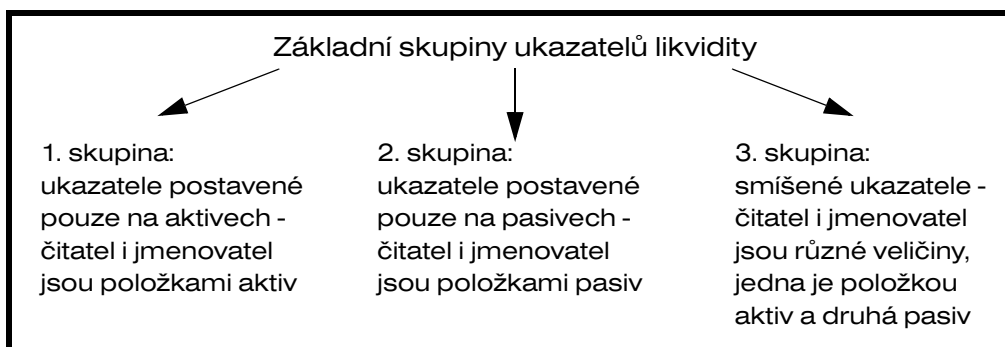 Základní skupiny ukazatelů likvidity
1. skupina:
ukazatele postavené
pouze na aktivech -
čitatel i jmenovatel
jsou položkami aktiv
2. skupina:
ukazatele postavené
pouze na pasivech -
čitatel i jmenovatel
jsou položkami pasiv
3. skupina:
smíšené ukazatele -
čitatel i jmenovatel
jsou různé veličiny,
jedna je položkou
aktiv a druhá pasiv